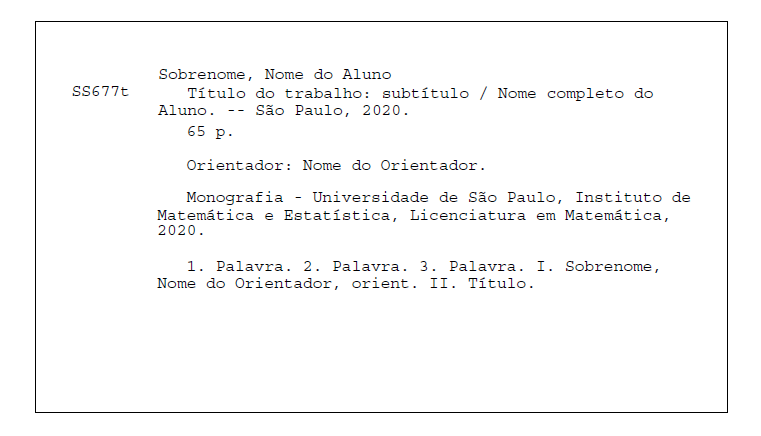 Sobrenome, Nome do Aluno
SS677t Título do trabalho: subtítulo / Nome completo do
Aluno. -- São Paulo, 2020.
65 p.
Orientador: Nome do Orientador.
Monografia - Universidade de São Paulo, Instituto de
Matemática e Estatística, Licenciatura em Matemática,
2020.
1. Palavra. 2. Palavra. 3. Palavra. I. Sobrenome,
Nome do Orientador, orient. II. Título.